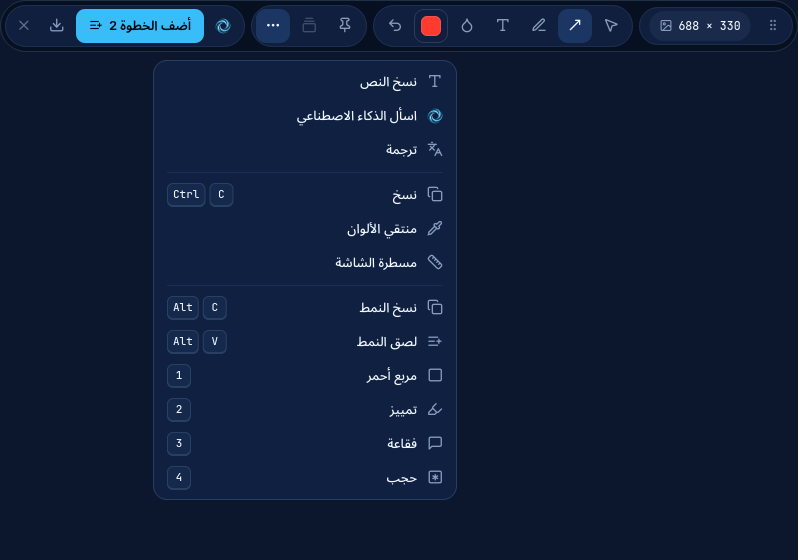 688 × 330
أضف الخطوة 2
نسخ النص
اسأل الذكاء الاصطناعي
ترجمة
نسخ Ctrl C
منتقي الألوان
مسطرة الشاشة
نسخ النمط Alt C
لصق النمط Alt V
مربع أحمر 1
تمييز 2
فقاعة 3
حجب 4